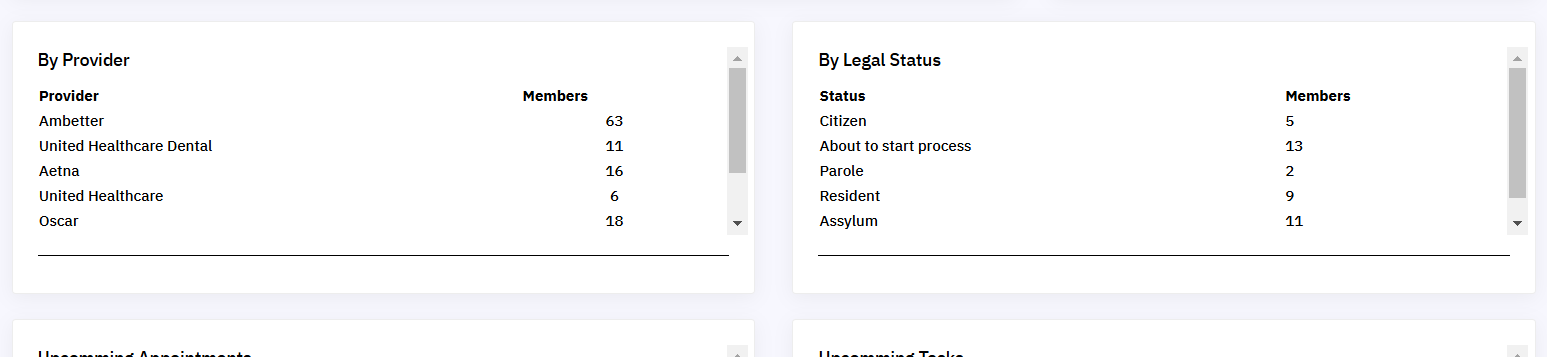 By Provider
Provider Members
Ambetter 63
United Healthcare Dental 11
Aetna 16
United Healthcare 6
Oscar 18
By Legal Status
Status Members
Citizen 5
About to start process 13
Parole 2
Resident 9
Assylum 11
Upcomming Appointments
Upcomming Tasks